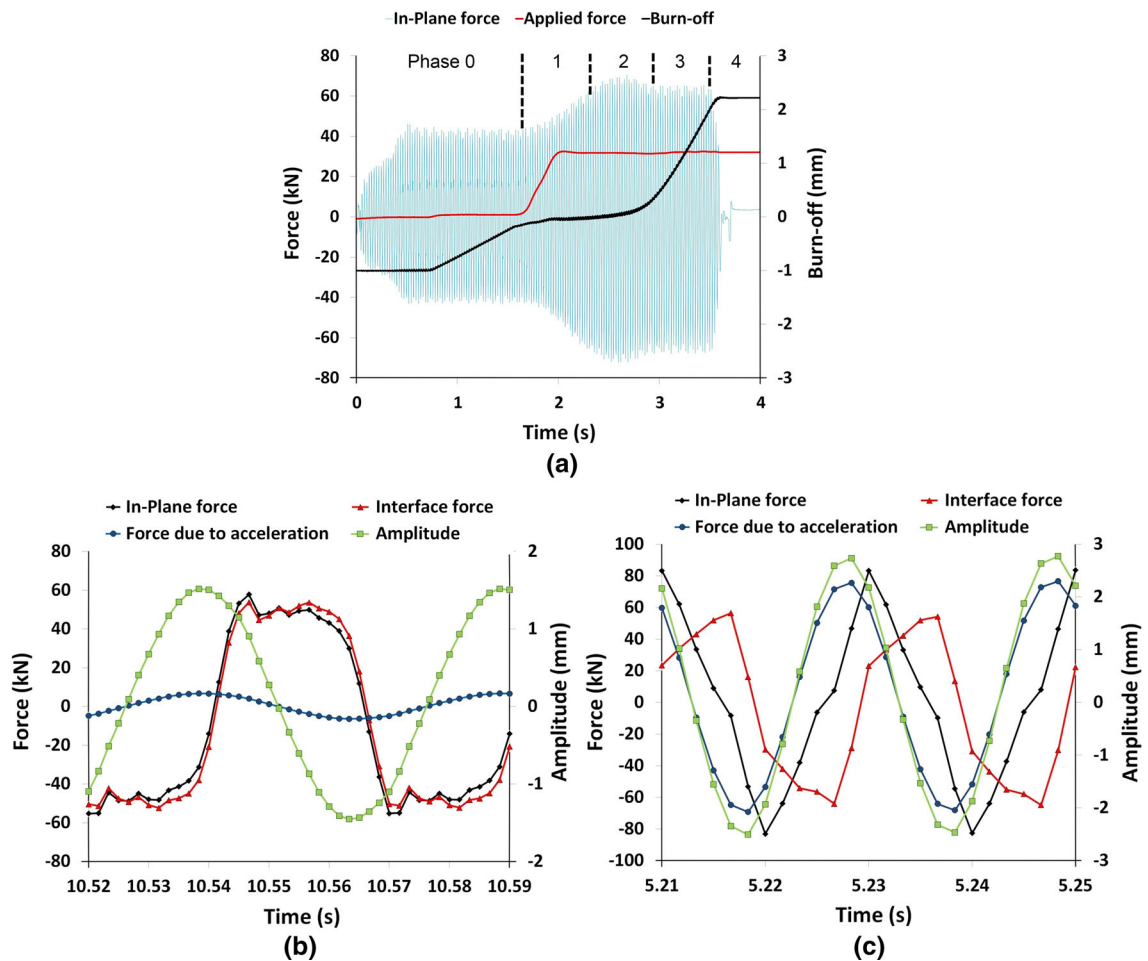 In-Plane force Applied force Burn-off
Phase 0 1 2 3 4
80
60
40
20
0
-20
-40
-60
-80
Force (kN)
3
2
1
0
-1
-2
-3
Burn-off (mm)
0 1 2 3 4
Time (s)
(a)
In-Plane force Interface force
Force due to acceleration Amplitude
80
60
40
20
0
-20
-40
-60
-80
Force (kN)
2
1
0
-1
-2
Amplitude (mm)
10.52 10.53 10.54 10.55 10.56 10.57 10.58 10.59
Time (s)
(b)
In-Plane force Interface force
Force due to acceleration Amplitude
100
80
60
40
20
0
-20
-40
-60
-80
-100
Force (kN)
3
2
1
0
-1
-2
-3
Amplitude (mm)
5.21 5.22 5.23 5.24 5.25
Time (s)
(c)